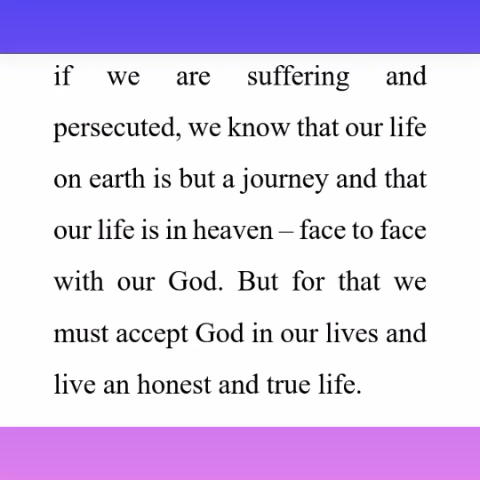 if we are suffering and
persecuted, we know that our life
on earth is but a journey and that
our life is in heaven – face to face
with our God. But for that we
must accept God in our lives and
live an honest and true life.